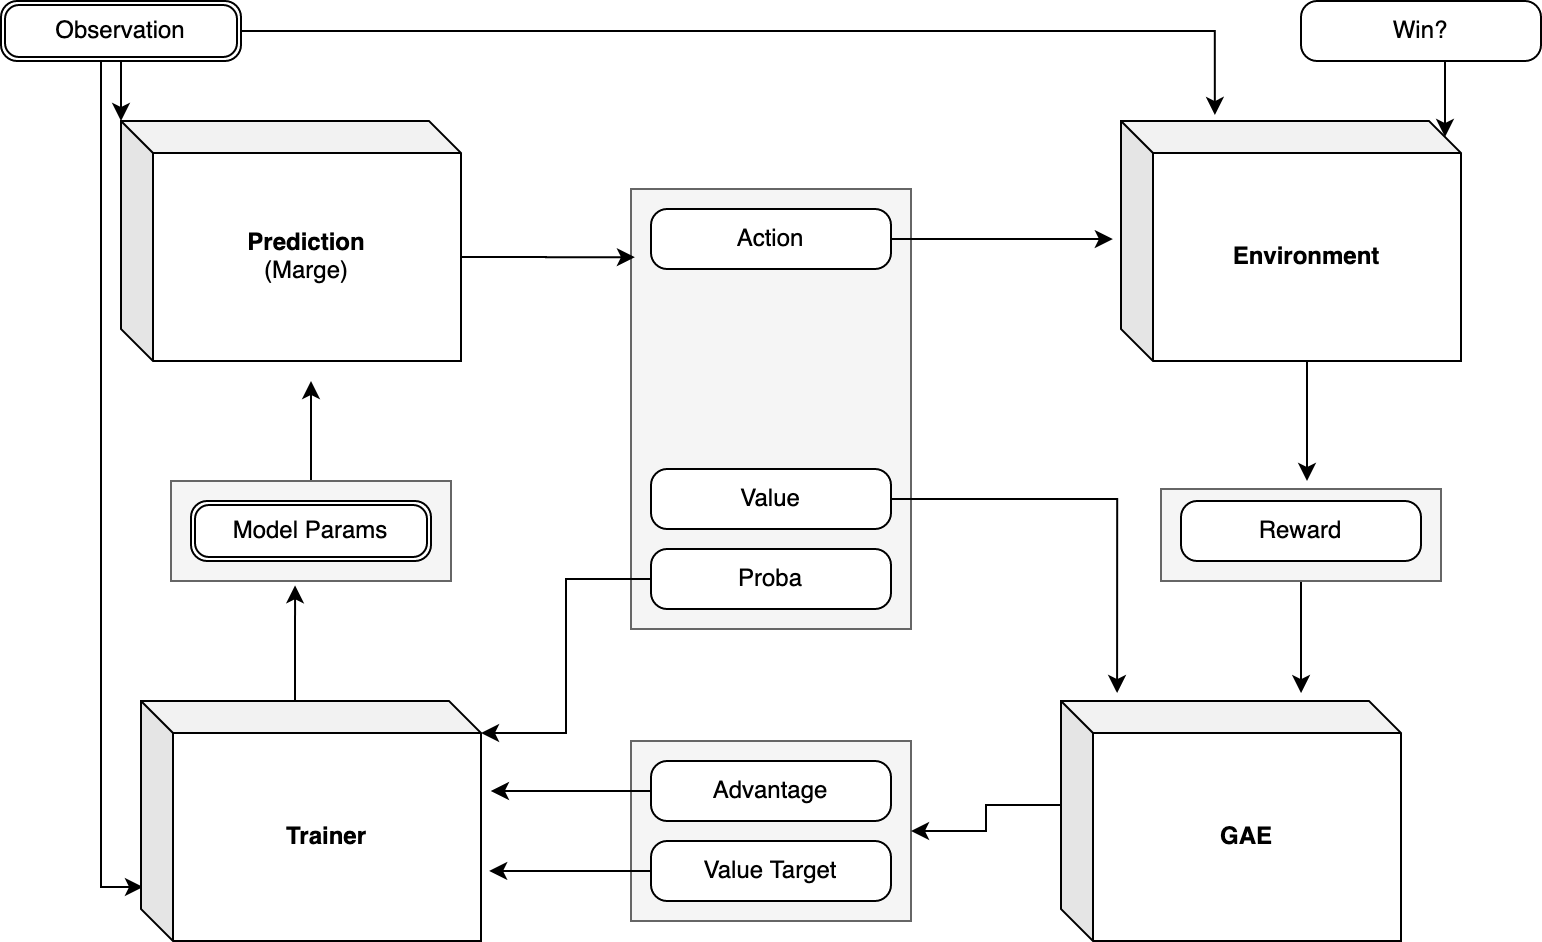 Observation
Win?
Prediction
(Marge)
Action
Environment
Value
Model Params
Reward
Proba
Advantage
Trainer
GAE
Value Target